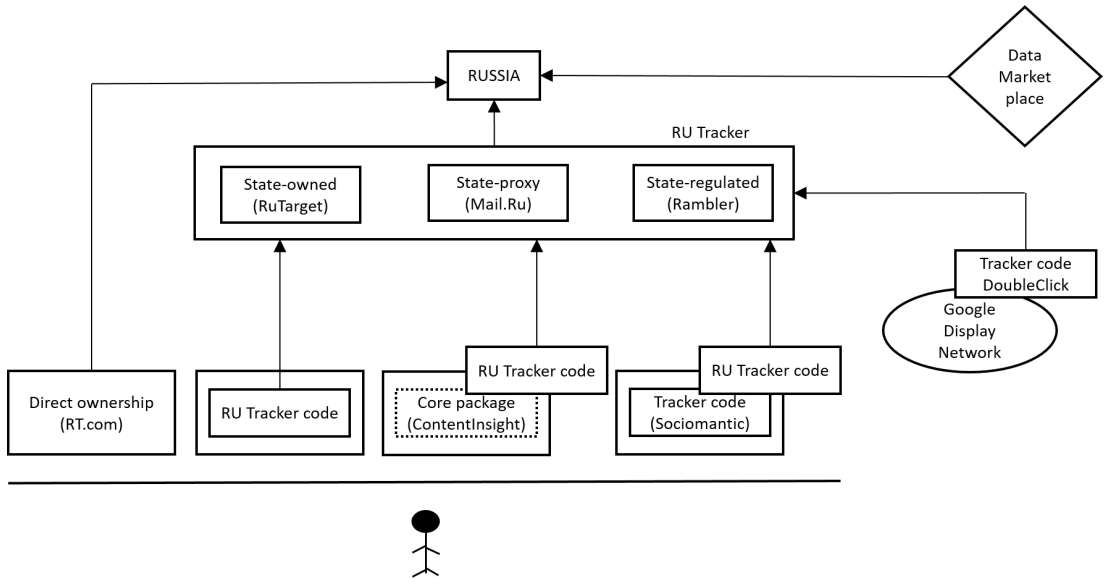 RUSSIA
Data
Market
place
RU Tracker
State-owned
(RuTarget)
State-proxy
(Mail.Ru)
State-regulated
(Rambler)
Tracker code
DoubleClick
Google
Display
Network
Direct ownership
(RT.com)
RU Tracker code
RU Tracker code
Core package
(ContentInsight)
RU Tracker code
Tracker code
(Sociomantic)